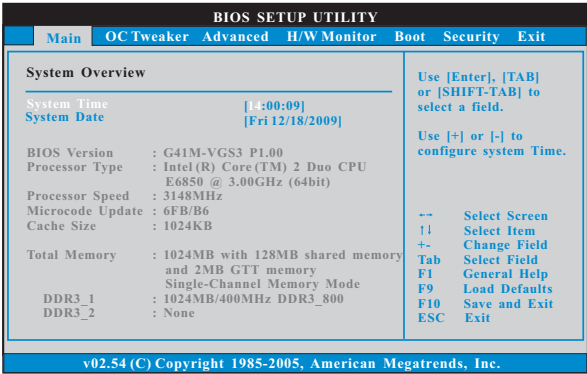 BIOS SETUP UTILITY
Main OC Tweaker Advanced H/W Monitor Boot Security Exit
System Overview
System Time [14:00:09]
System Date [Fri 12/18/2009]
BIOS Version : G41M-VGS3 P1.00
Processor Type : Intel (R) Core (TM) 2 Duo CPU
E6850 @ 3.00GHz (64bit)
Processor Speed : 3148MHz
Microcode Update : 6FB/B6
Cache Size : 1024KB
Total Memory : 1024MB with 128MB shared memory
and 2MB GTT memory
Single-Channel Memory Mode
DDR3_1 : 1024MB/400MHz DDR3_800
DDR3_2 : None
Use [Enter], [TAB]
or [SHIFT-TAB] to
select a field.
Use [+] or [-] to
configure system Time.
↔ Select Screen
↑↓ Select Item
+- Change Field
Tab Select Field
F1 General Help
F9 Load Defaults
F10 Save and Exit
ESC Exit
v02.54 (C) Copyright 1985-2005, American Megatrends, Inc.